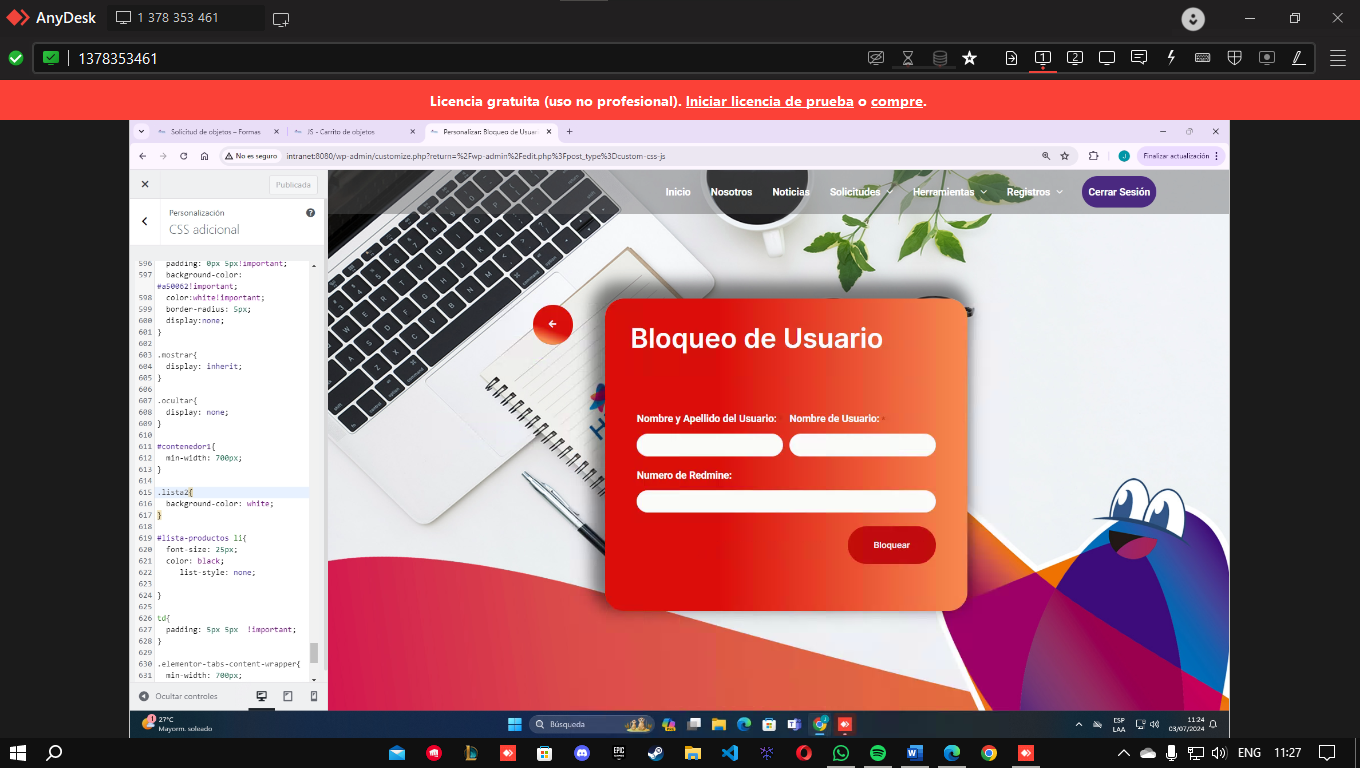 AnyDesk
1 378 353 461
1378353461
1
2
Licencia gratuita (uso no profesional). Iniciar licencia de prueba o compre.
Solicitud de objetos – Formas
JS - Carrito de objetos
Personalizar: Bloqueo de Usuar
No es seguro
intranet:8080/wp-admin/customize.php?return=%2Fwp-admin%2Fedit.php%3Fpost_type%3Dcustom-css-js
J
Finalizar actualización
Publicada
Personalización
CSS adicional
596 padding: 0px 5px!important;
597 background-color:
#a50062!important;
598 color:white!important;
599 border-radius: 5px;
600 display:none;
601 }
602
603 .mostrar{
604 display: inherit;
605 }
606
607 .ocultar{
608 display: none;
609 }
610
611 #contenedor1{
612 min-width: 700px;
613 }
614
615 .lista2{
616 background-color: white;
617 }
618
619 #lista-productos li{
620 font-size: 25px;
621 color: black;
622 list-style: none;
623
624 }
625
626 td{
627 padding: 5px 5px !important;
628 }
629
630 .elementor-tabs-content-wrapper{
631 min-width: 700px;
Ocultar controles
Inicio
Nosotros
Noticias
Solicitudes
Herramientas
Registros
Cerrar Sesión
Bloqueo de Usuario
Nombre y Apellido del Usuario:
Nombre de Usuario: *
Numero de Redmine:
Bloquear
1
27°C
Mayorm. soleado
Búsqueda
ESP
LAA
11:24
03/07/2024
EPIC
ENG
11:27